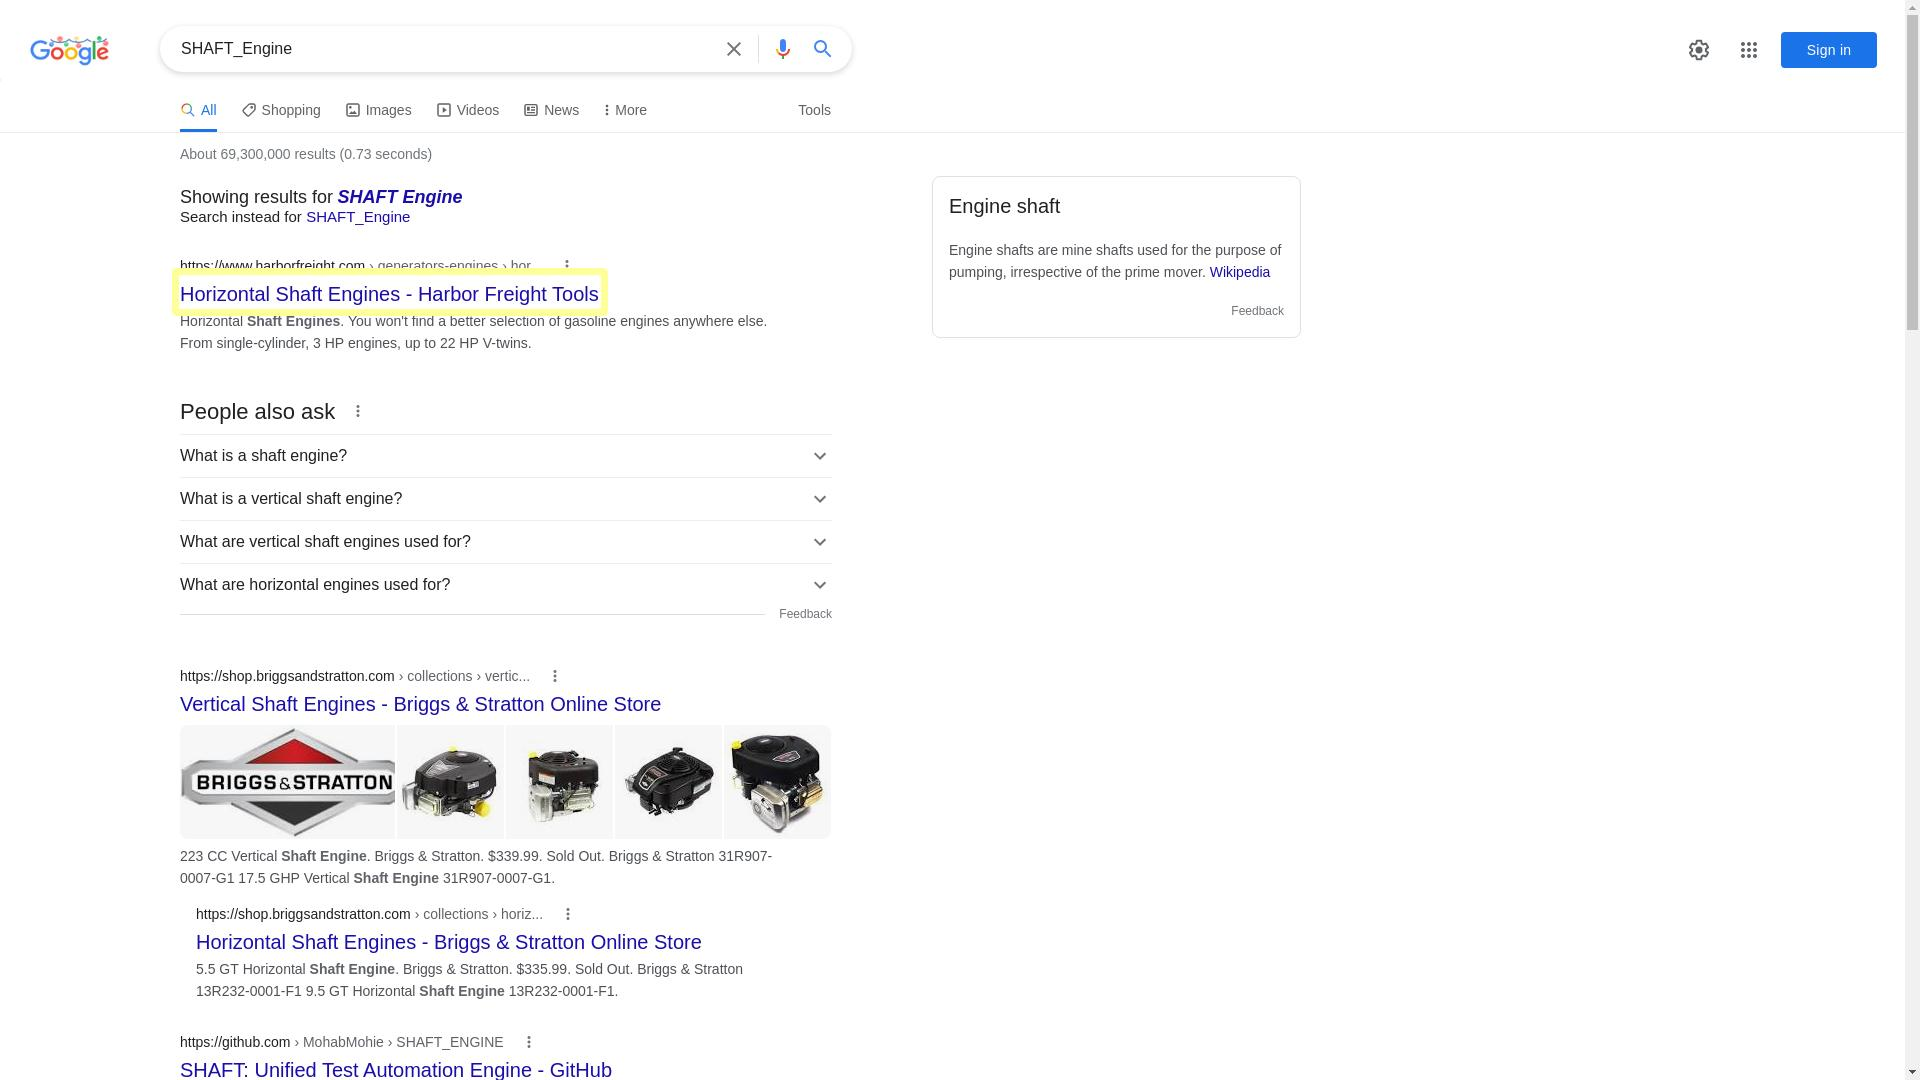 Google
SHAFT_Engine
Sign in
All
Shopping
Images
Videos
News
More
Tools
About 69,300,000 results (0.73 seconds)
Showing results for SHAFT Engine
Search instead for SHAFT_Engine
https://www.harborfreight.com › generators-engines › hor...
Horizontal Shaft Engines - Harbor Freight Tools
Horizontal Shaft Engines. You won't find a better selection of gasoline engines anywhere else.
From single-cylinder, 3 HP engines, up to 22 HP V-twins.
Engine shaft
Engine shafts are mine shafts used for the purpose of
pumping, irrespective of the prime mover. Wikipedia
Feedback
People also ask
What is a shaft engine?
What is a vertical shaft engine?
What are vertical shaft engines used for?
What are horizontal engines used for?
Feedback
https://shop.briggsandstratton.com › collections › vertic...
Vertical Shaft Engines - Briggs & Stratton Online Store
BRIGGS&STRATTON
223 CC Vertical Shaft Engine. Briggs & Stratton. $339.99. Sold Out. Briggs & Stratton 31R907-
0007-G1 17.5 GHP Vertical Shaft Engine 31R907-0007-G1.
https://shop.briggsandstratton.com › collections › horiz...
Horizontal Shaft Engines - Briggs & Stratton Online Store
5.5 GT Horizontal Shaft Engine. Briggs & Stratton. $335.99. Sold Out. Briggs & Stratton
13R232-0001-F1 9.5 GT Horizontal Shaft Engine 13R232-0001-F1.
https://github.com › MohabMohie › SHAFT_ENGINE
SHAFT: Unified Test Automation Engine - GitHub